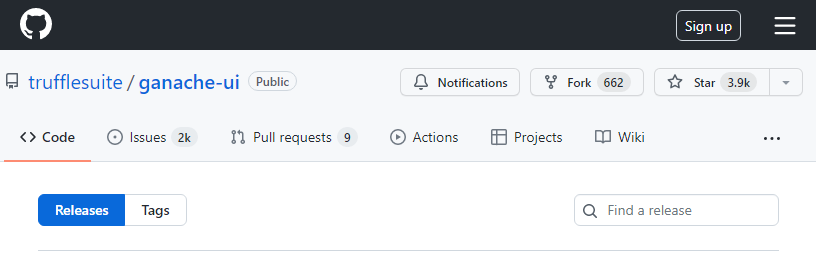 Sign up
trufflesuite / ganache-ui Public
Notifications Fork 662 Star 3.9k
Code Issues 2k Pull requests 9 Actions Projects Wiki ...
Releases Tags Find a release